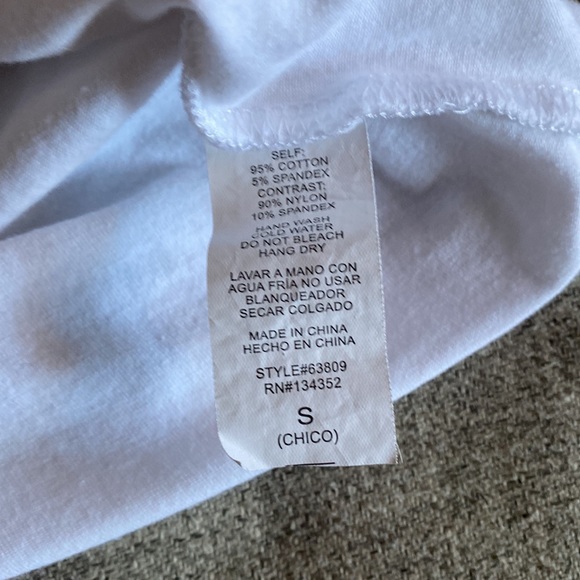 SELF:
95% COTTON
5% SPANDEX
CONTRAST:
90% NYLON
10% SPANDEX
HAND WASH
COLD WATER
DO NOT BLEACH
HANG DRY
LAVAR A MANO CON
AGUA FRÍA NO USAR
BLANQUEADOR
SECAR COLGADO
MADE IN CHINA
HECHO EN CHINA
STYLE#63809
RN#134352
S
(CHICO)